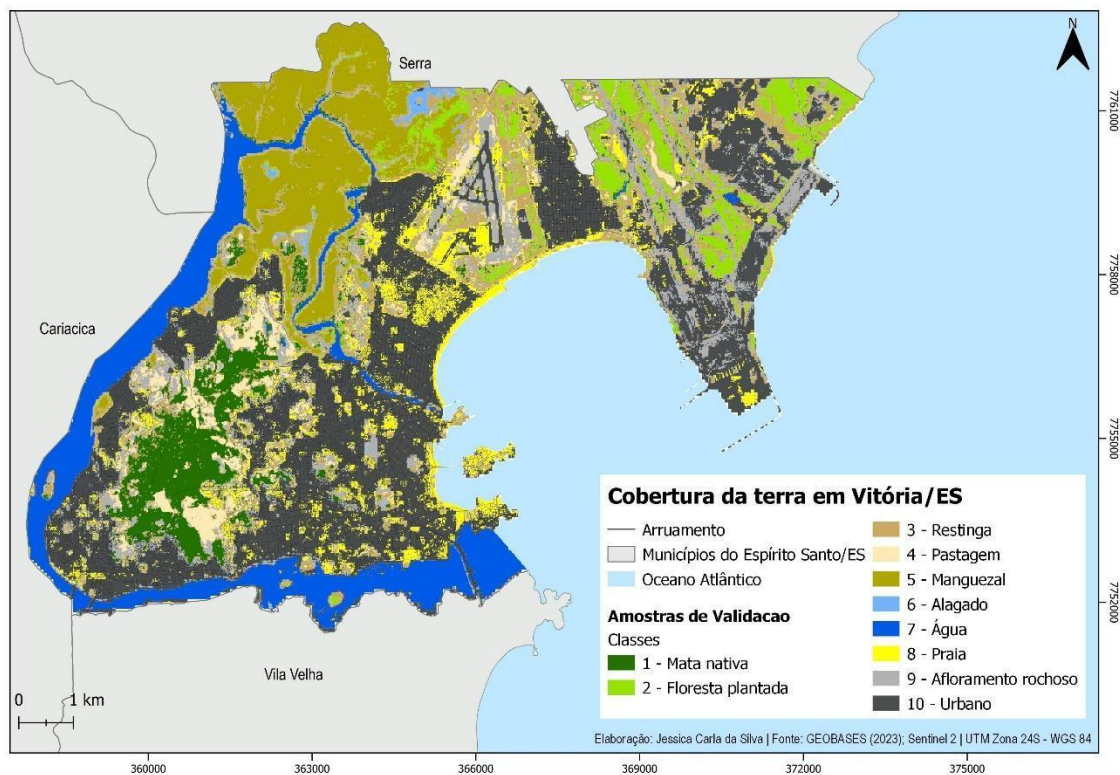 N
Serra
Cariacica
Vila Velha
0 1 km
7761000
7758000
7755000
7752000
360000 363000 366000 369000 372000 375000
Cobertura da terra em Vitória/ES
Arruamento
Municípios do Espírito Santo/ES
Oceano Atlântico
Amostras de Validacao
Classes
1 - Mata nativa
2 - Floresta plantada
3 - Restinga
4 - Pastagem
5 - Manguezal
6 - Alagado
7 - Água
8 - Praia
9 - Afloramento rochoso
10 - Urbano
Elaboração: Jessica Carla da Silva | Fonte: GEOBASES (2023); Sentinel 2 | UTM Zona 24S - WGS 84